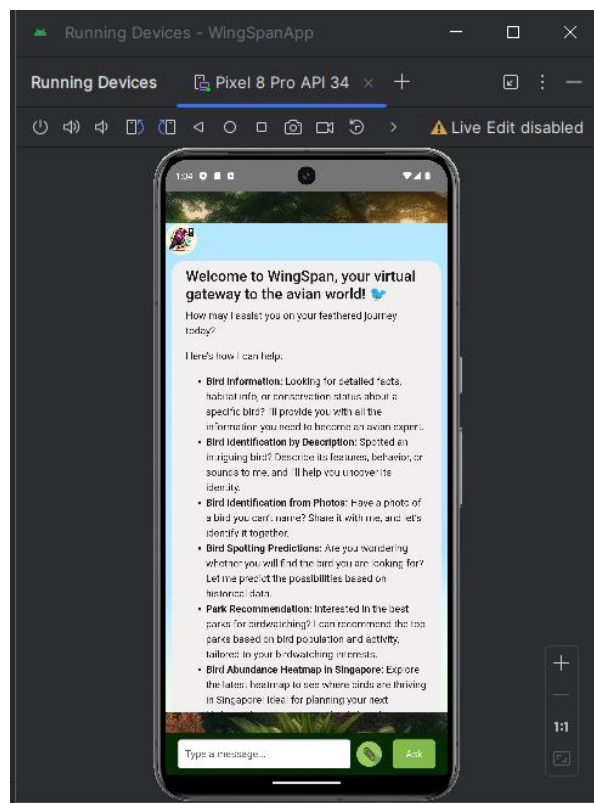 Running Devices - WingSpanApp
Running Devices
Pixel 8 Pro API 34
Live Edit disabled
1:04
Welcome to WingSpan, your virtual
gateway to the avian world! 🐦
How may I assist you on your feathered journey
today?
Here's how I can help:
• Bird Information: Looking for detailed facts,
habitat info, or conservation status about a
specific bird? I'll provide you with all the
information you need to become an avian expert.
• Bird Identification by Description: Spotted an
intriguing bird? Describe its features, behavior, or
sounds to me, and I'll help you uncover its
identity.
• Bird Identification from Photos: Have a photo of
a bird you can't name? Share it with me, and let's
identify it together.
• Bird Spotting Predictions: Are you wondering
whether you will find the bird you are looking for?
Let me predict the possibilities based on
historical data.
• Park Recommendation: Interested in the best
parks for birdwatching? I can recommend the top
parks based on bird population and activity,
tailored to your birdwatching interests.
• Bird Abundance Heatmap in Singapore: Explore
the latest heatmap to see where birds are thriving
in Singapore! Ideal for planning your next
Type a message...
Ask
1:1